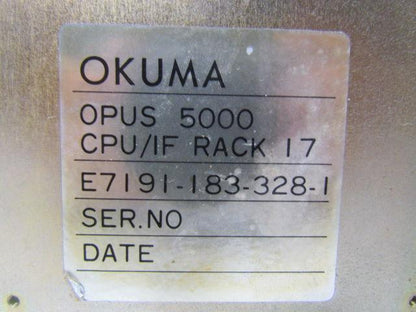 OKUMA
OPUS 5000
CPU/IF RACK 17
E7191-183-328-1
SER.NO
DATE